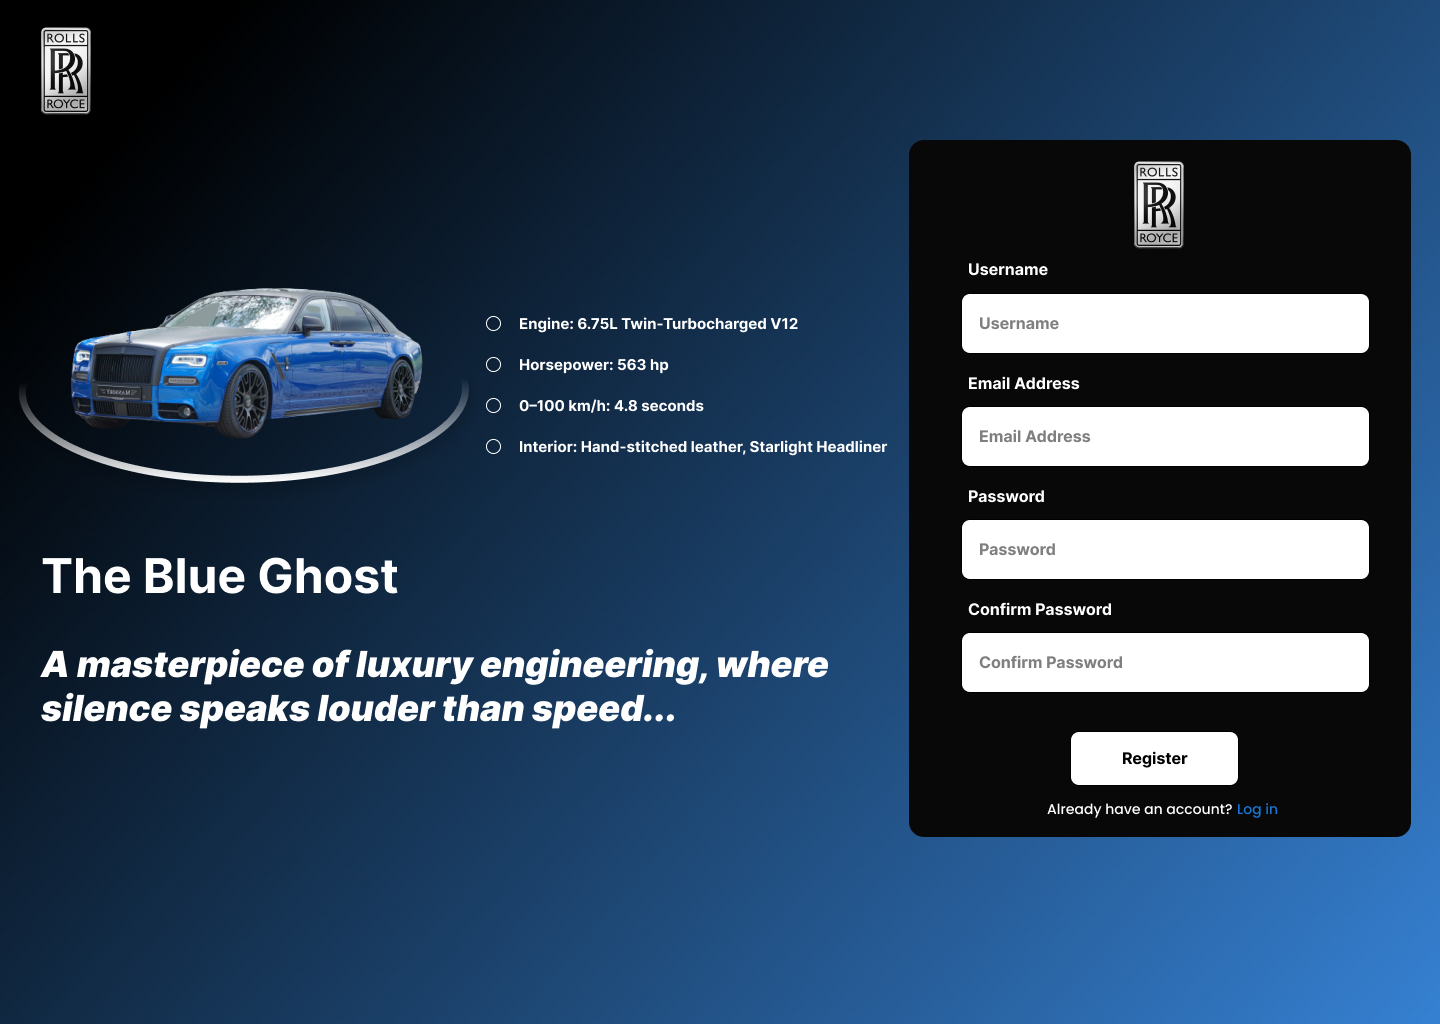 ROLLS
RR
ROYCE
Engine: 6.75L Twin-Turbocharged V12
Horsepower: 563 hp
0–100 km/h: 4.8 seconds
Interior: Hand-stitched leather, Starlight Headliner
The Blue Ghost
A masterpiece of luxury engineering, where
silence speaks louder than speed...
ROLLS
RR
ROYCE
Username
Username
Email Address
Email Address
Password
Password
Confirm Password
Confirm Password
Register
Already have an account? Log in